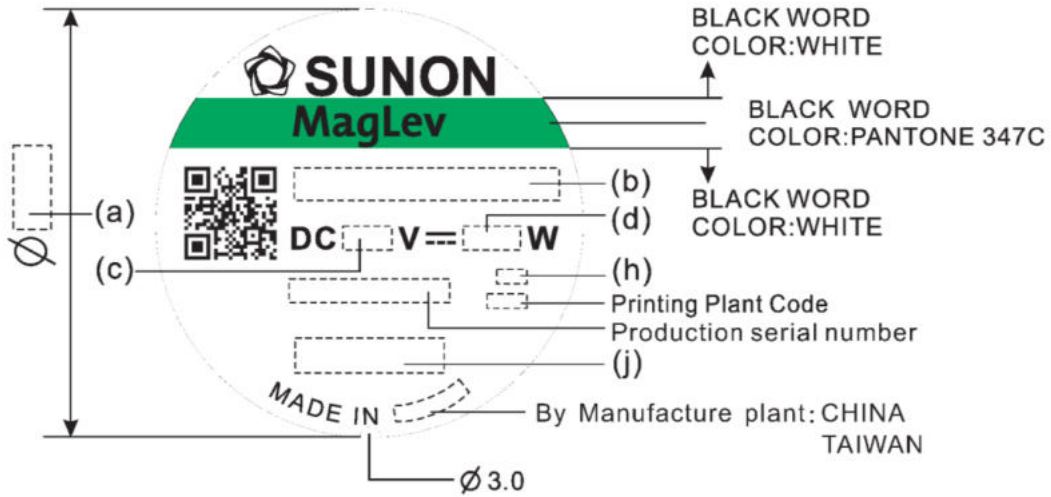 BLACK WORD
COLOR:WHITE
SUNON
MagLev
BLACK WORD
COLOR:PANTONE 347C
(b)
BLACK WORD
COLOR:WHITE
(a)
(d)
DC V W
Ø
(c)
(h)
Printing Plant Code
Production serial number
(j)
MADE IN
By Manufacture plant: CHINA
TAIWAN
Ø 3.0